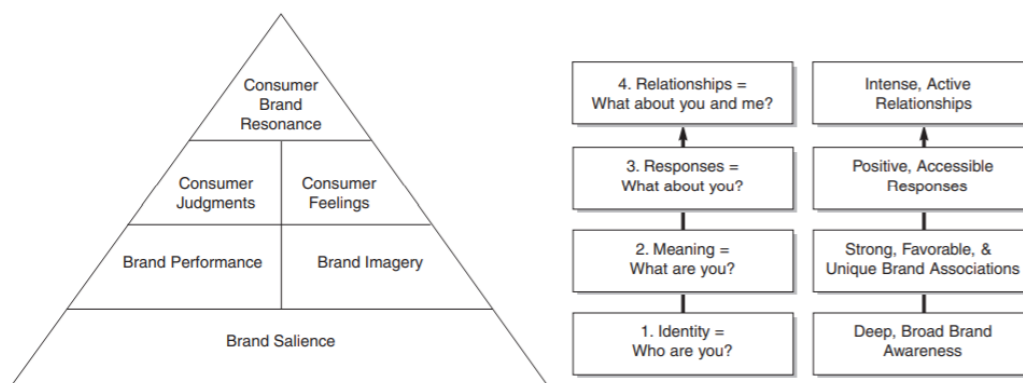 Consumer
Brand
Resonance
Consumer
Judgments
Consumer
Feelings
Brand Performance
Brand Imagery
Brand Salience
4. Relationships =
What about you and me?
Intense, Active
Relationships
3. Responses =
What about you?
Positive, Accessible
Responses
2. Meaning =
What are you?
Strong, Favorable, &
Unique Brand Associations
1. Identity =
Who are you?
Deep, Broad Brand
Awareness